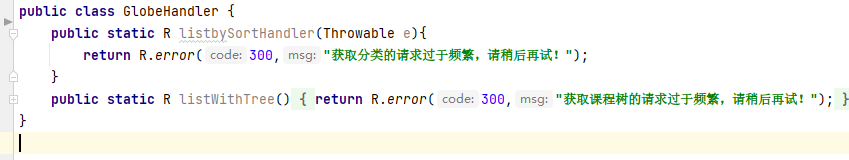 public class GlobeHandler {
public static R listbySortHandler(Throwable e){
return R.error( code: 300, msg: "获取分类的请求过于频繁，请稍后再试！");
}
public static R listWithTree() { return R.error( code: 300, msg: "获取课程树的请求过于频繁，请稍后再试！"); }
}